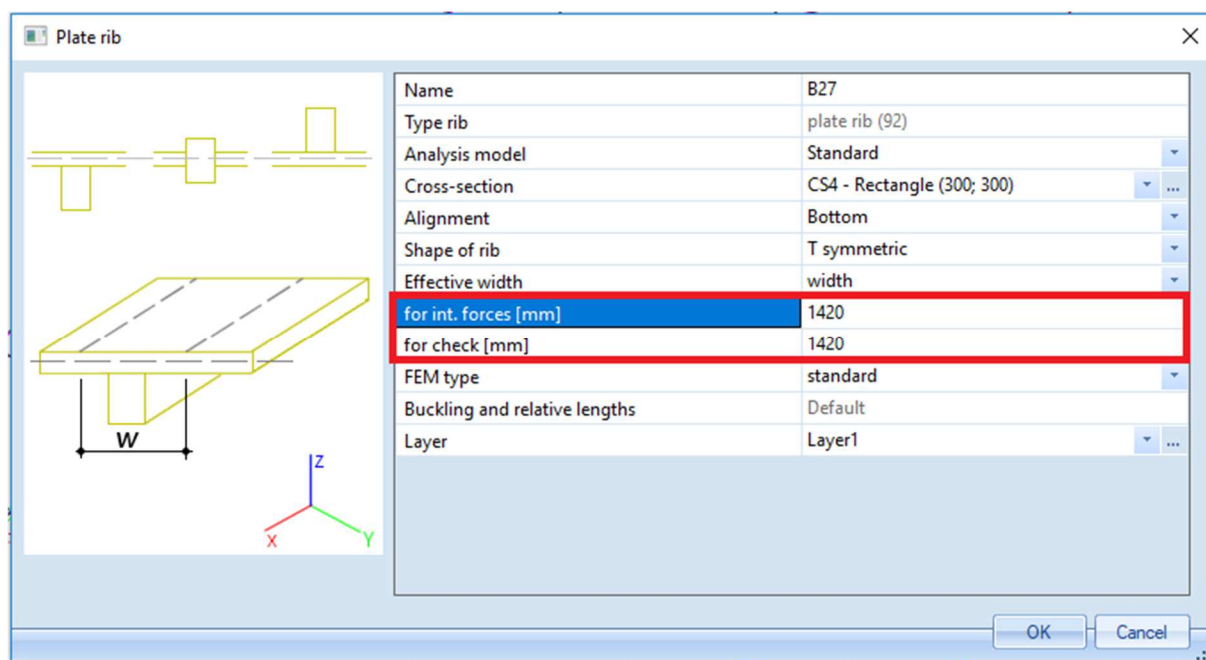 Plate rib
Name B27
Type rib plate rib (92)
Analysis model Standard
Cross-section CS4 - Rectangle (300; 300) ...
Alignment Bottom
Shape of rib T symmetric
Effective width width
for int. forces [mm] 1420
for check [mm] 1420
FEM type standard
Buckling and relative lengths Default
Layer Layer1 ...
W
Z
X
Y
OK Cancel